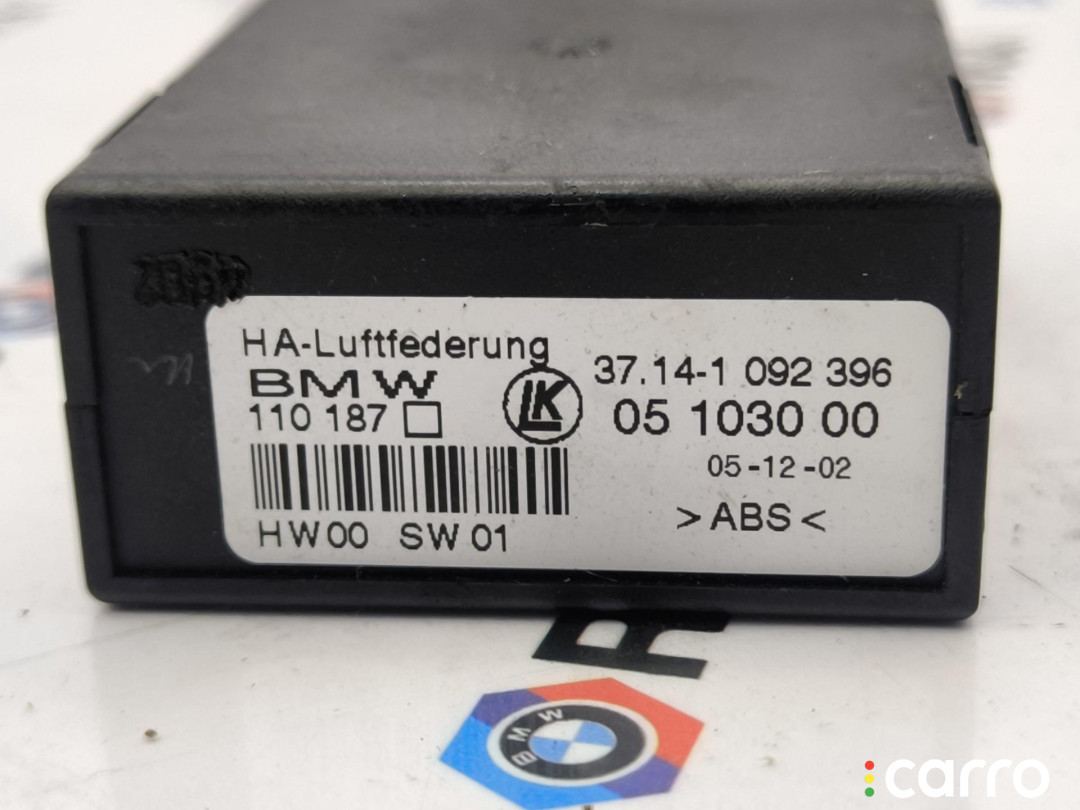 HA-Luftfederung
BMW
110 187
LK
37.14-1 092 396
05 1030 00
05-12-02
>ABS<
HW00 SW01
R
BMW
carro